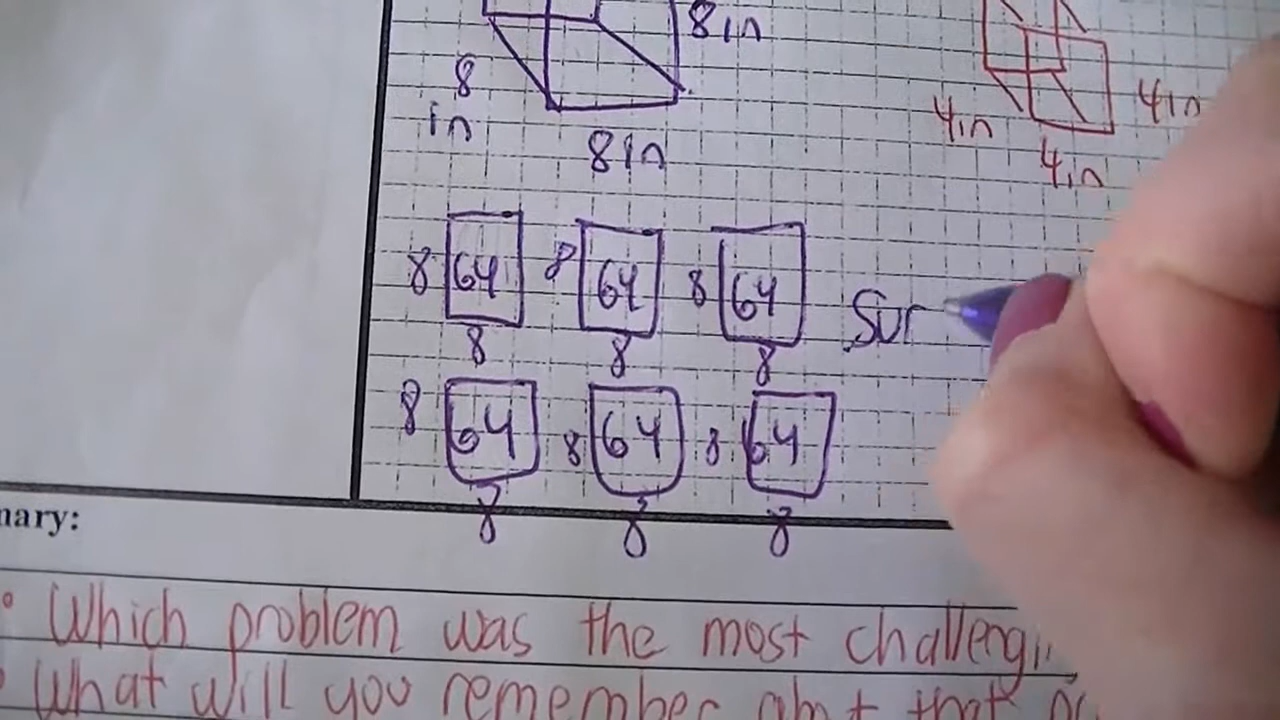 8in
8
in
8in
4in
4in
4in
8 64 8 64 8 64
8 8 8
Sur
8 64 8 64 8 64
8 8 8
mary:
• Which problem was the most challengi
• What will you remember abt that